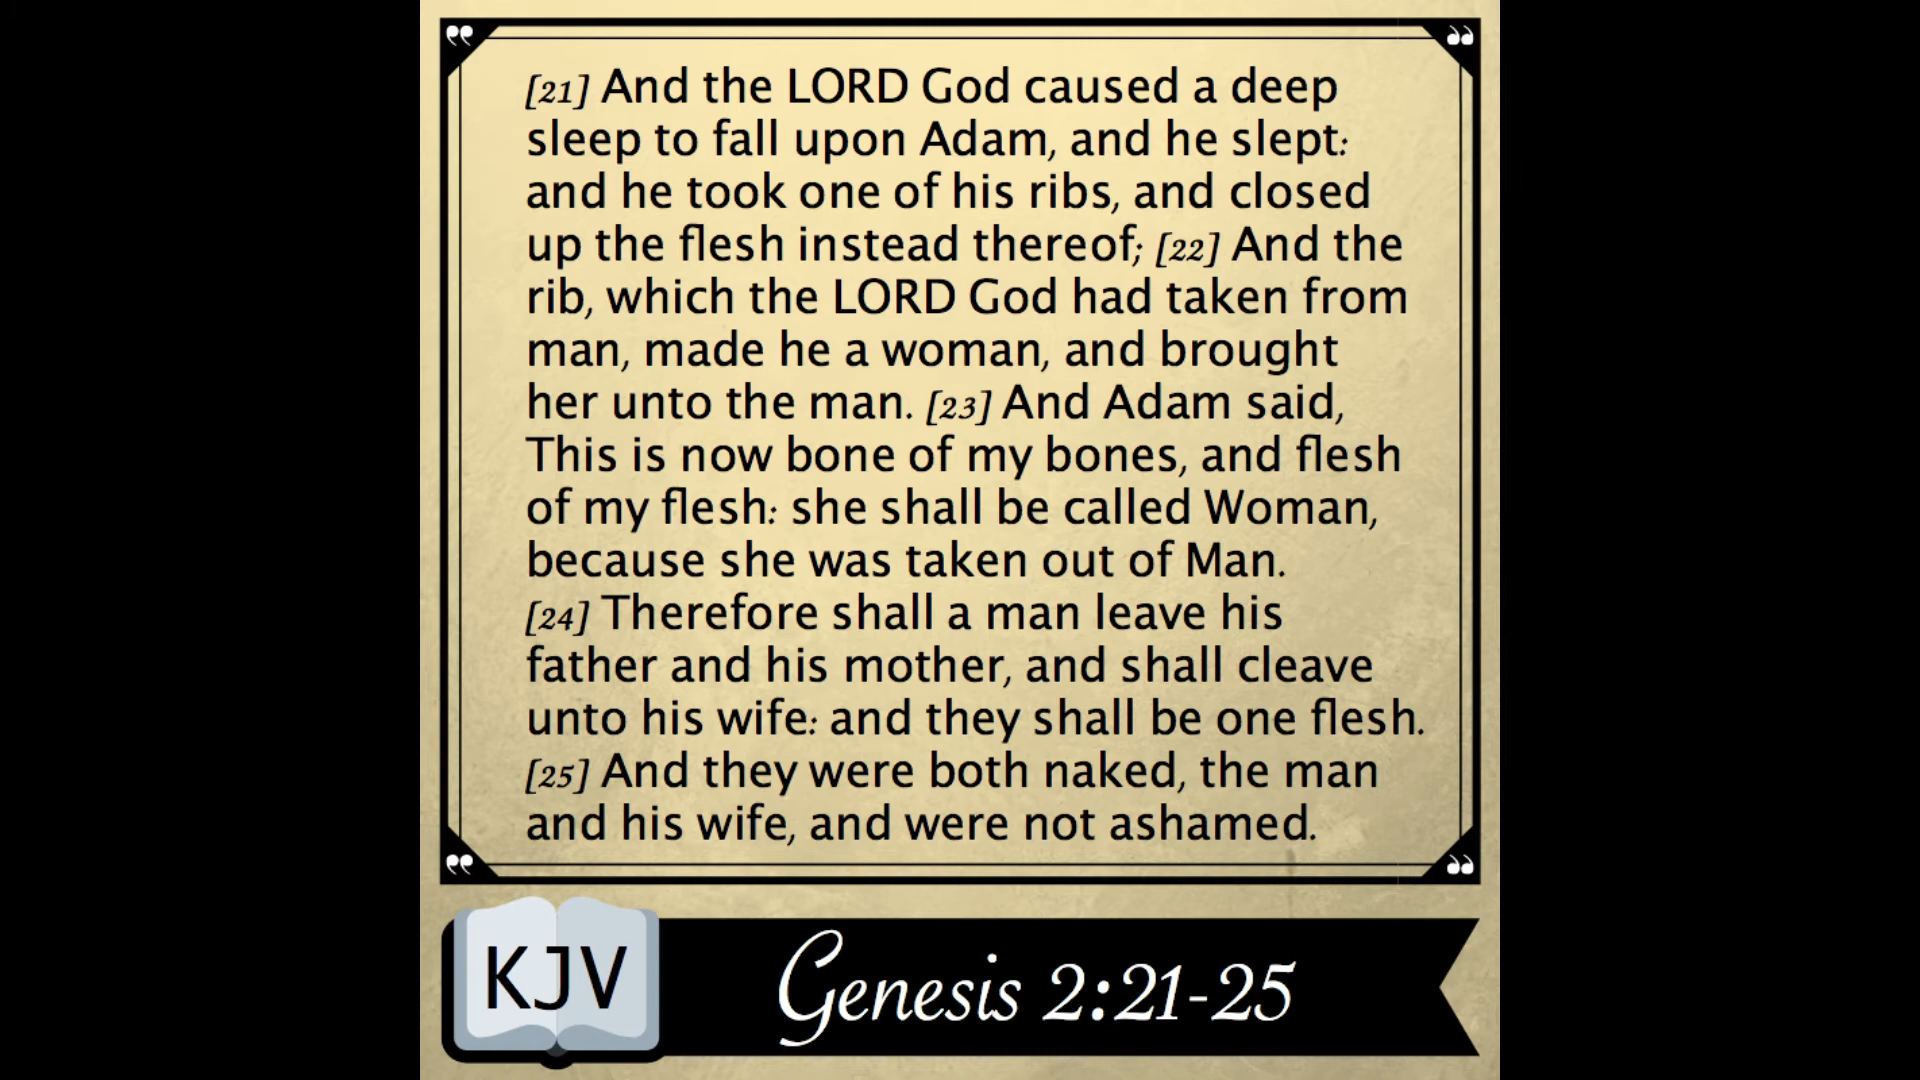 [21] And the LORD God caused a deep
sleep to fall upon Adam, and he slept:
and he took one of his ribs, and closed
up the flesh instead thereof; [22] And the
rib, which the LORD God had taken from
man, made he a woman, and brought
her unto the man. [23] And Adam said,
This is now bone of my bones, and flesh
of my flesh: she shall be called Woman,
because she was taken out of Man.
[24] Therefore shall a man leave his
father and his mother, and shall cleave
unto his wife: and they shall be one flesh.
[25] And they were both naked, the man
and his wife, and were not ashamed.
KJV
Genesis 2:21-25